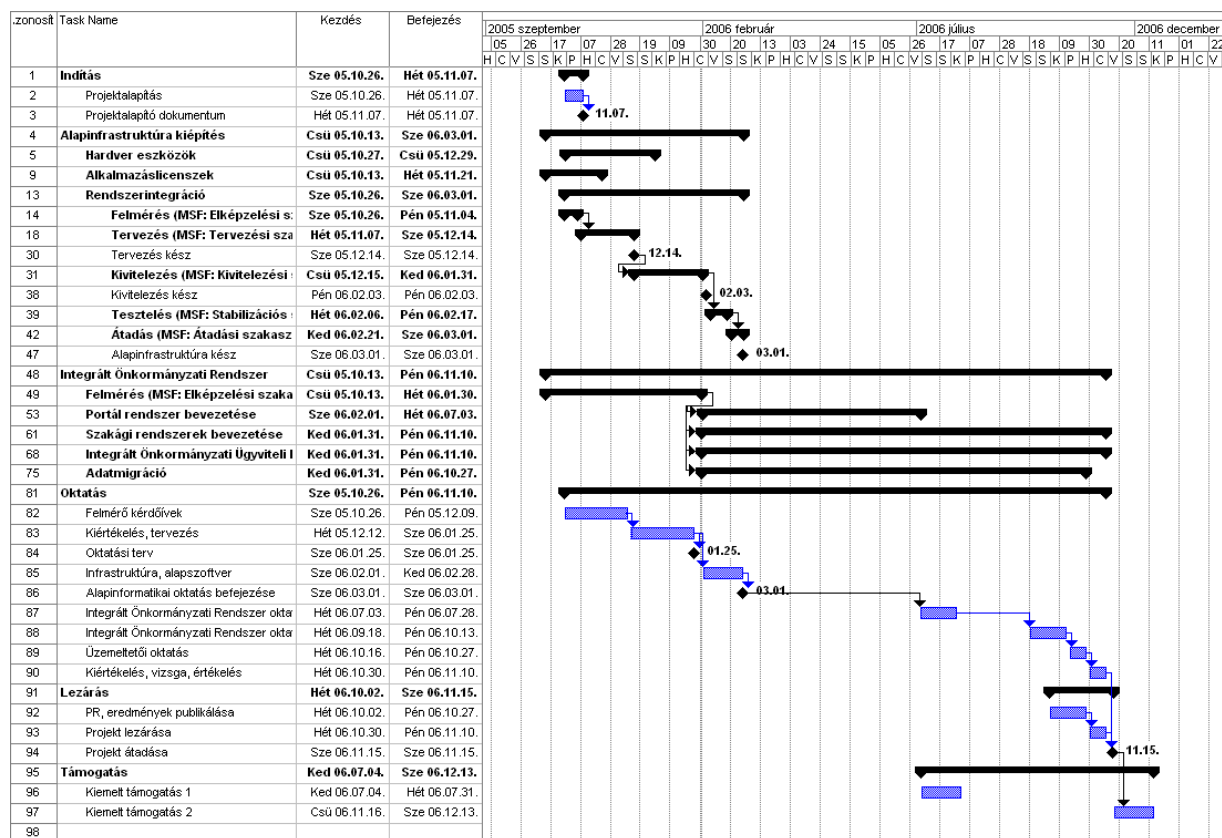 .zonosít Task Name Kezdés Befejezés
2005 szeptember 2006 február 2006 július 2006 december
05 26 17 07 28 19 09 30 20 13 03 24 15 05 26 17 07 28 18 09 30 20 11 01 22
H C V S S K P H C V S S K P H C V S S K P H C V S S K P H C V S S K P H C V S S K P H C V S S K P H C V
1 Indítás Sze 05.10.26. Hét 05.11.07.
2 Projektalapítás Sze 05.10.26. Hét 05.11.07.
3 Projektalapító dokumentum Hét 05.11.07. Hét 05.11.07. 11.07.
4 Alapinfrastruktúra kiépítés Csü 05.10.13. Sze 06.03.01.
5 Hardver eszközök Csü 05.10.27. Csü 05.12.29.
9 Alkalmazáslicenszek Csü 05.10.13. Hét 05.11.21.
13 Rendszerintegráció Sze 05.10.26. Sze 06.03.01.
14 Felmérés (MSF: Elképzelési s: Sze 05.10.26. Pén 05.11.04.
18 Tervezés (MSF: Tervezési sza Hét 05.11.07. Sze 05.12.14.
30 Tervezés kész Sze 05.12.14. Sze 05.12.14. 12.14.
31 Kivitelezés (MSF: Kivitelezési Csü 05.12.15. Ked 06.01.31.
38 Kivitelezés kész Pén 06.02.03. Pén 06.02.03. 02.03.
39 Tesztelés (MSF: Stabilizációs Hét 06.02.06. Pén 06.02.17.
42 Átadás (MSF: Átadási szakasz Ked 06.02.21. Sze 06.03.01.
47 Alapinfrastruktúra kész Sze 06.03.01. Sze 06.03.01. 03.01.
48 Integrált Önkormányzati Rendszer Csü 05.10.13. Pén 06.11.10.
49 Felmérés (MSF: Elképzelési szaka Csü 05.10.13. Hét 06.01.30.
53 Portál rendszer bevezetése Sze 06.02.01. Hét 06.07.03.
61 Szakági rendszerek bevezetése Ked 06.01.31. Pén 06.11.10.
68 Integrált Önkormányzati Ügyviteli Ked 06.01.31. Pén 06.11.10.
75 Adatmigráció Ked 06.01.31. Pén 06.10.27.
81 Oktatás Sze 05.10.26. Pén 06.11.10.
82 Felmérő kérdőívek Sze 05.10.26. Pén 05.12.09.
83 Kiértékelés, tervezés Hét 05.12.12. Sze 06.01.25.
84 Oktatási terv Sze 06.01.25. Sze 06.01.25. 01.25.
85 Infrastruktúra, alapszoftver Sze 06.02.01. Ked 06.02.28.
86 Alapinformatikai oktatás befejezése Sze 06.03.01. Sze 06.03.01. 03.01.
87 Integrált Önkormányzati Rendszer okta Hét 06.07.03. Pén 06.07.28.
88 Integrált Önkormányzati Rendszer okta Hét 06.09.18. Pén 06.10.13.
89 Üzemeltetői oktatás Hét 06.10.16. Pén 06.10.27.
90 Kiértékelés, vizsga, értékelés Hét 06.10.30. Pén 06.11.10.
91 Lezárás Hét 06.10.02. Sze 06.11.15.
92 PR, eredmények publikálása Hét 06.10.02. Pén 06.10.27.
93 Projekt lezárása Hét 06.10.30. Pén 06.11.10.
94 Projekt átadása Sze 06.11.15. Sze 06.11.15. 11.15.
95 Támogatás Ked 06.07.04. Sze 06.12.13.
96 Kiemelt támogatás 1 Ked 06.07.04. Hét 06.07.31.
97 Kiemelt támogatás 2 Csü 06.11.16. Sze 06.12.13.
98